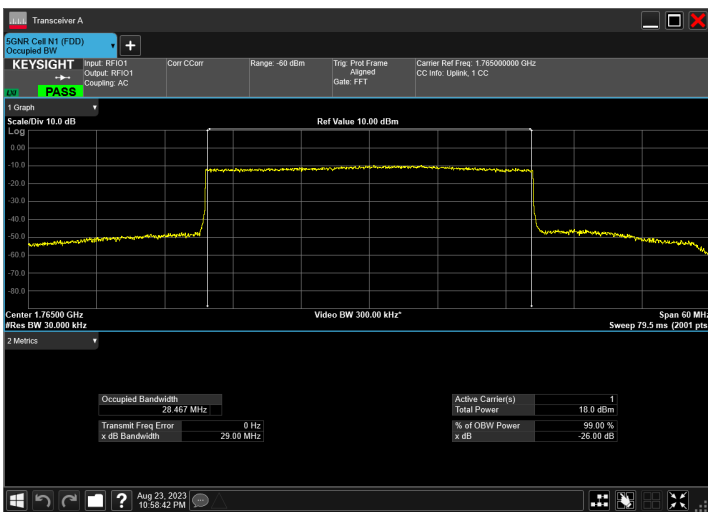 Transceiver A
5GNR Cell N1 (FDD)
Occupied BW
KEYSIGHT
LXI
PASS
Input: RFIO1
Output: RFIO1
Coupling: AC
Corr CCorr
Range: -60 dBm
Trig: Prot Frame
Aligned
Gate: FFT
Carrier Ref Freq: 1.765000000 GHz
CC Info: Uplink, 1 CC
1 Graph
Scale/Div 10.0 dB
Ref Value 10.00 dBm
Log
0.00
-10.0
-20.0
-30.0
-40.0
-50.0
-60.0
-70.0
-80.0
Center 1.76500 GHz
Video BW 300.00 kHz*
Span 60 MHz
#Res BW 30.000 kHz
Sweep 79.5 ms (2001 pts
2 Metrics
Occupied Bandwidth
28.467 MHz
Transmit Freq Error 0 Hz
x dB Bandwidth 29.00 MHz
Active Carrier(s) 1
Total Power 18.0 dBm
% of OBW Power 99.00 %
x dB -26.00 dB
Aug 23, 2023
10:58:42 PM